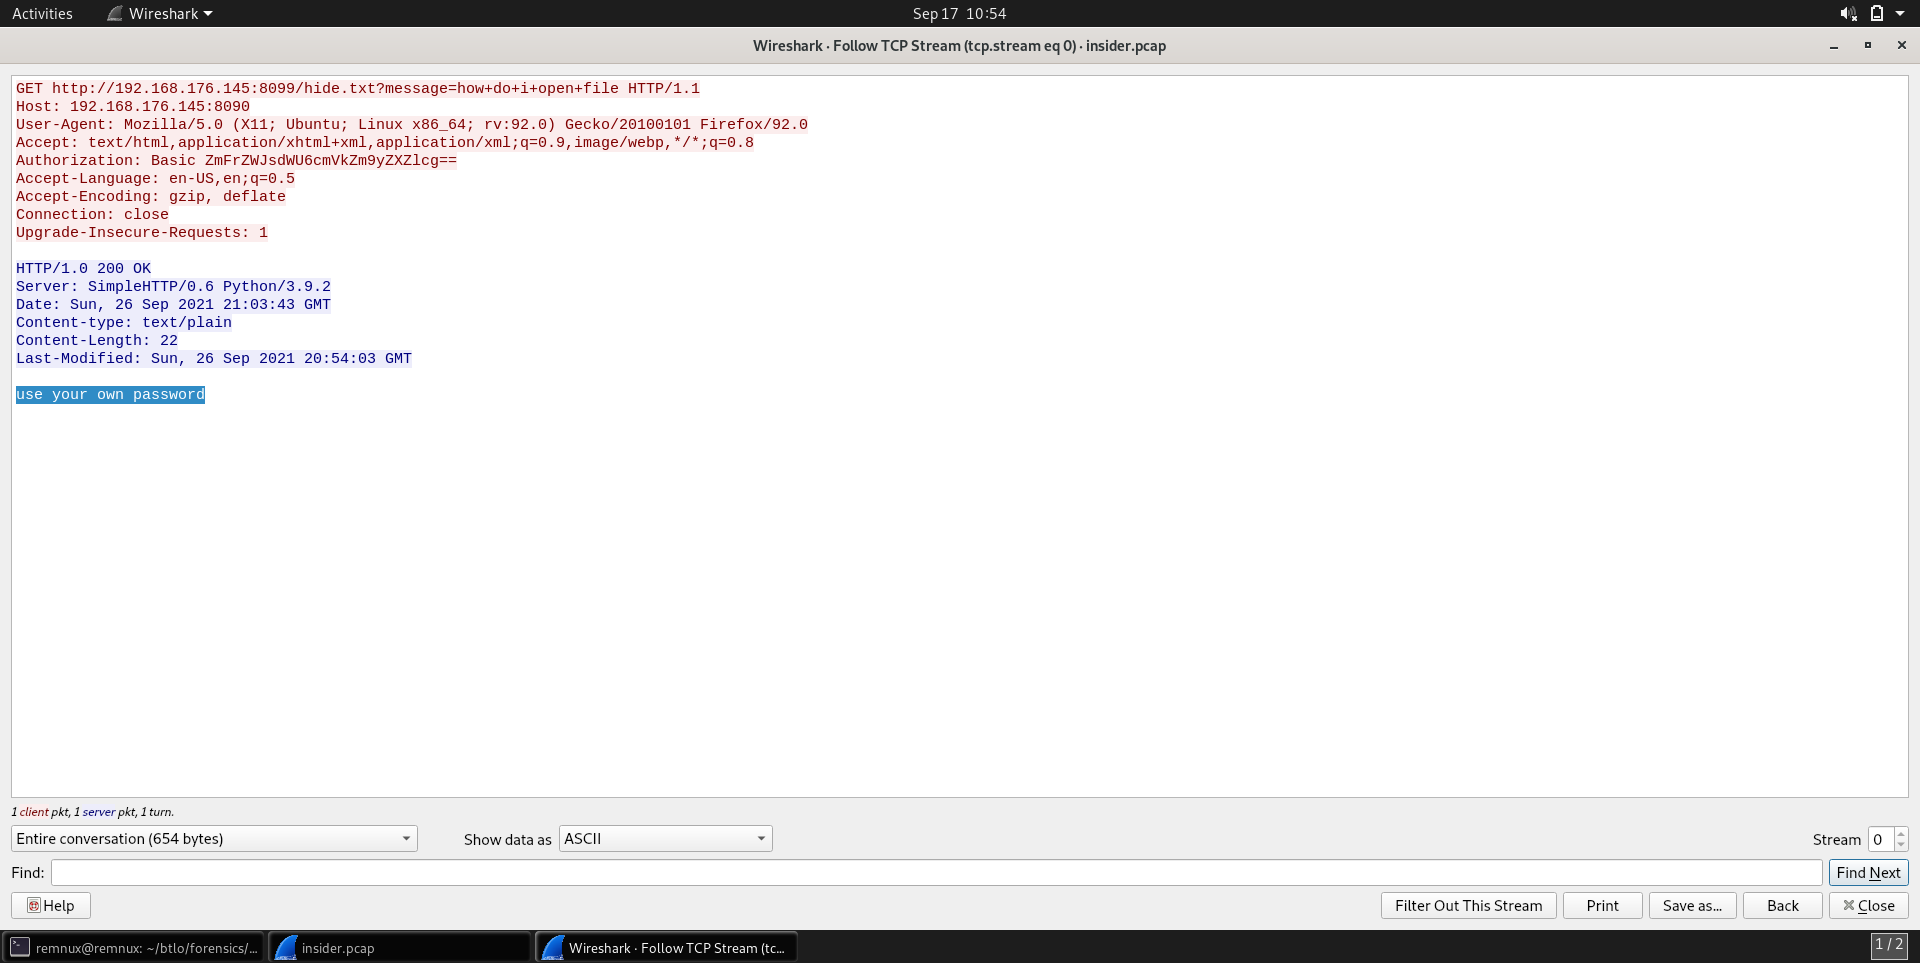 Activities Wireshark Sep 17 10:54
Wireshark · Follow TCP Stream (tcp.stream eq 0) · insider.pcap
GET http://192.168.176.145:8099/hide.txt?message=how+do+i+open+file HTTP/1.1
Host: 192.168.176.145:8090
User-Agent: Mozilla/5.0 (X11; Ubuntu; Linux x86_64; rv:92.0) Gecko/20100101 Firefox/92.0
Accept: text/html,application/xhtml+xml,application/xml;q=0.9,image/webp,*/*;q=0.8
Authorization: Basic ZmFrZWJsdWU6cmVkZm9yZXZlcg==
Accept-Language: en-US,en;q=0.5
Accept-Encoding: gzip, deflate
Connection: close
Upgrade-Insecure-Requests: 1
HTTP/1.0 200 OK
Server: SimpleHTTP/0.6 Python/3.9.2
Date: Sun, 26 Sep 2021 21:03:43 GMT
Content-type: text/plain
Content-Length: 22
Last-Modified: Sun, 26 Sep 2021 20:54:03 GMT
use your own password
1 client pkt, 1 server pkt, 1 turn.
Entire conversation (654 bytes) Show data as ASCII Stream 0
Find: Find Next
Help Filter Out This Stream Print Save as... Back Close
remnux@remnux: ~/btlo/forensics/... insider.pcap Wireshark · Follow TCP Stream (tc... 1 / 2